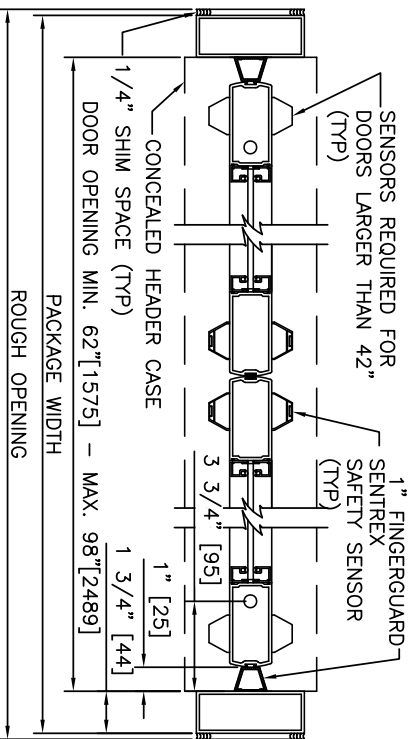 SENSORS REQUIRED FOR
DOORS LARGER THAN 42"
(TYP)
1" FINGERGUARD
SENTREX
SAFETY SENSOR
(TYP)
CONCEALED HEADER CASE
1/4" SHIM SPACE (TYP)
3 3/4" [95]
1" [25]
1 3/4" [44]
DOOR OPENING MIN. 62"[1575] - MAX. 98"[2489]
PACKAGE WIDTH
ROUGH OPENING